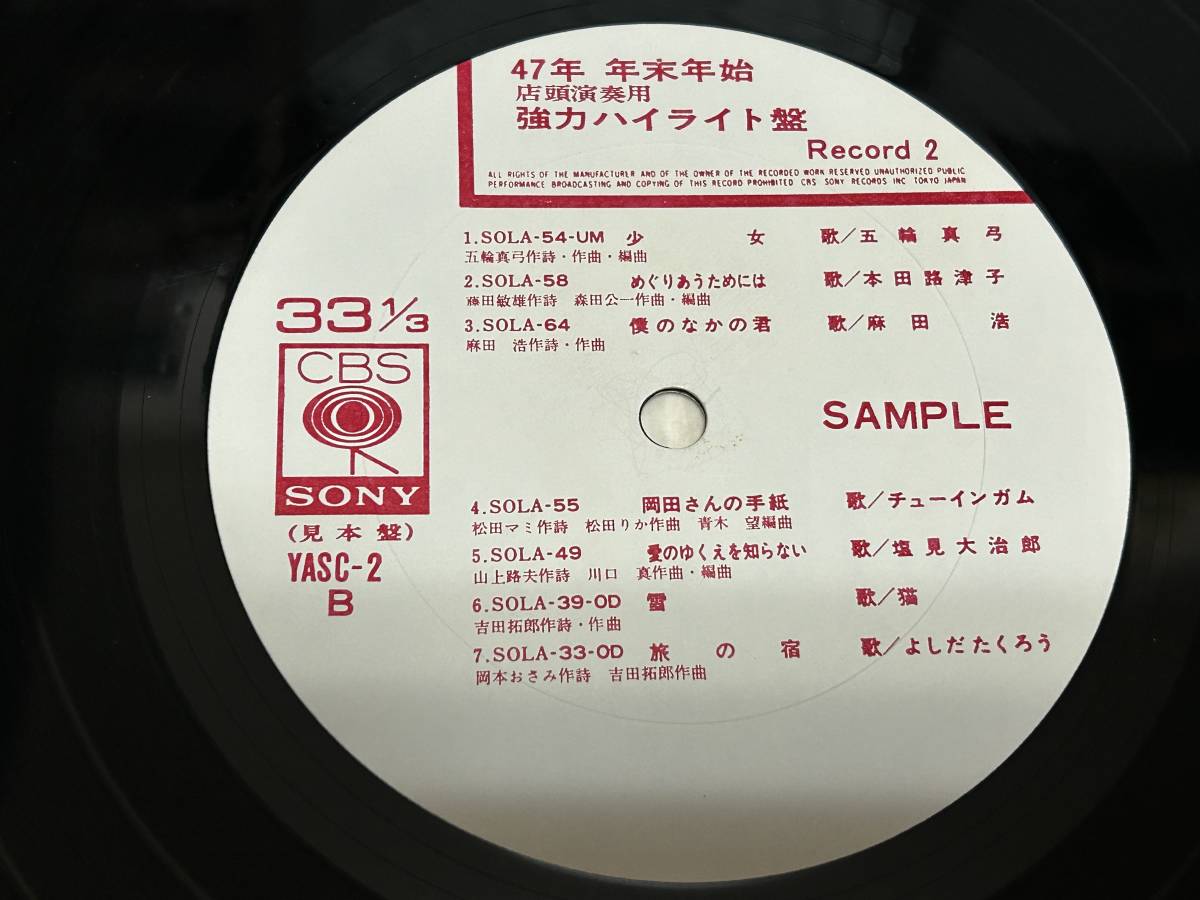 47年 年末年始
店頭演奏用
強力ハイライト盤
Record 2
ALL RIGHTS OF THE MANUFACTURER AND OF THE OWNER OF THE RECORDED WORK RESERVED UNAUTHORIZED PUBLIC
PERFORMANCE BROADCASTING AND COPYING OF THIS RECORD PROHIBITED CBS SONY RECORDS INC TOKYO JAPAN
1.SOLA-54-UM 少女 歌/五輪真弓
五輪真弓作詩・作曲・編曲
2.SOLA-58 めぐりあうためには 歌/本田路津子
藤田敏雄作詩 森田公一作曲・編曲
3.SOLA-64 僕のなかの君 歌/麻田 浩
麻田 浩作詩・作曲
33 1/3
CBS
SONY
(見本盤)
YASC-2
B
SAMPLE
4.SOLA-55 岡田さんの手紙 歌/チューインガム
松田マミ作詩 松田りか作曲 青木 望編曲
5.SOLA-49 愛のゆくえを知らない 歌/塩見大治郎
山上路夫作詩 川口 真作曲・編曲
6.SOLA-39-OD 雪 歌/猫
吉田拓郎作詩・作曲
7.SOLA-33-OD 旅の宿 歌/よしだたくろう
岡本おさみ作詩 吉田拓郎作曲